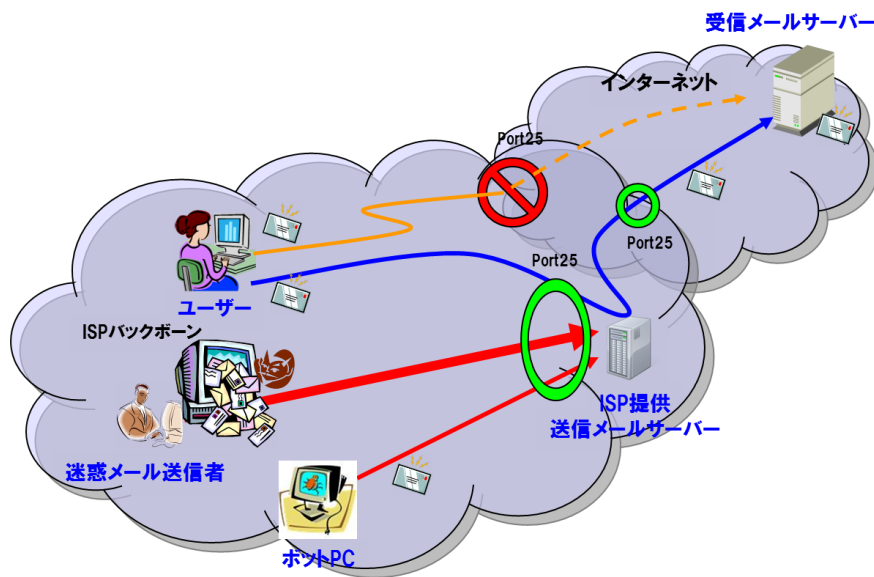 受信メールサーバー
インターネット
Port25
Port25
Port25
ユーザー
ISPバックボーン
ISP提供
送信メールサーバー
迷惑メール送信者
ボットPC